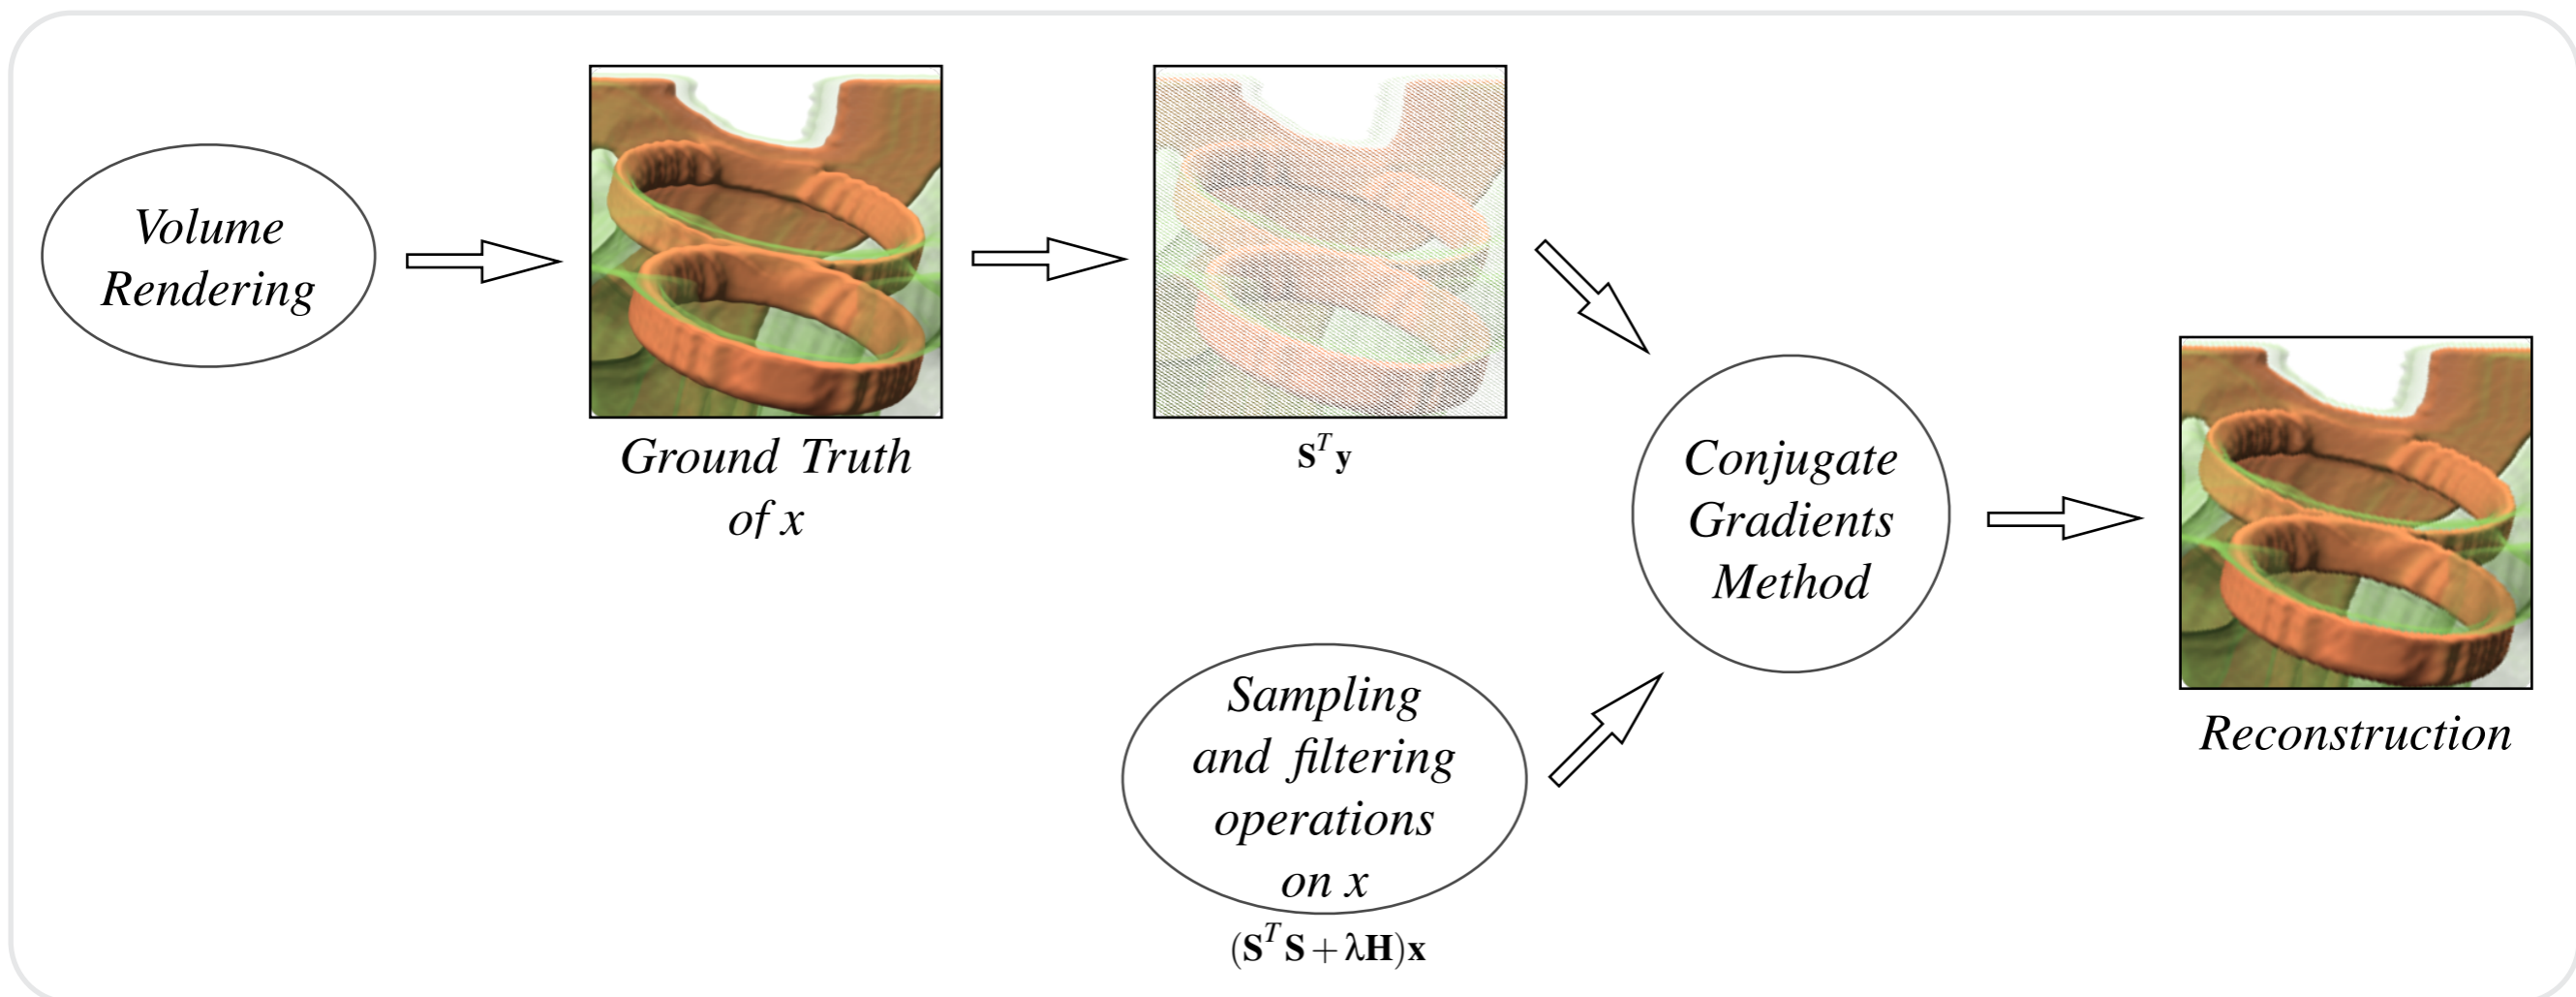 Volume
Rendering
Ground Truth
of x
S^T y
Conjugate
Gradients
Method
Sampling
and filtering
operations
on x
(S^T S + λH)x
Reconstruction